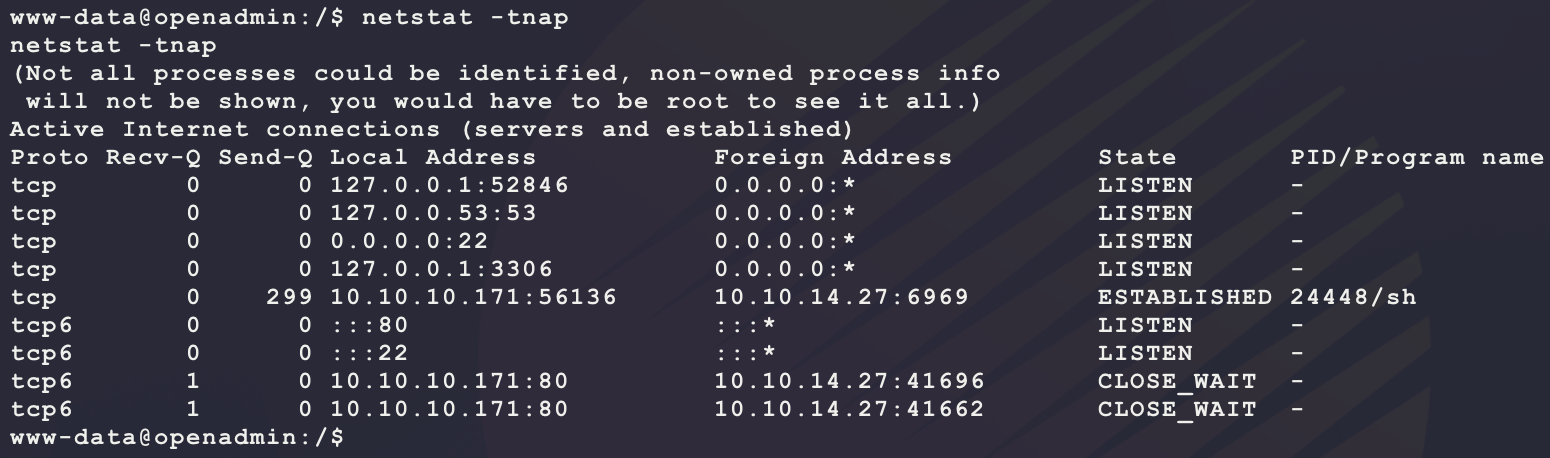 www-data@openadmin:/$ netstat -tnap
netstat -tnap
(Not all processes could be identified, non-owned process info
 will not be shown, you would have to be root to see it all.)
Active Internet connections (servers and established)
Proto Recv-Q Send-Q Local Address           Foreign Address         State       PID/Program name
tcp        0      0 127.0.0.1:52846         0.0.0.0:*               LISTEN      -
tcp        0      0 127.0.0.53:53           0.0.0.0:*               LISTEN      -
tcp        0      0 0.0.0.0:22              0.0.0.0:*               LISTEN      -
tcp        0      0 127.0.0.1:3306          0.0.0.0:*               LISTEN      -
tcp        0    299 10.10.10.171:56136      10.10.14.27:6969        ESTABLISHED 24448/sh
tcp6       0      0 :::80                   :::*                    LISTEN      -
tcp6       0      0 :::22                   :::*                    LISTEN      -
tcp6       1      0 10.10.10.171:80         10.10.14.27:41696       CLOSE_WAIT  -
tcp6       1      0 10.10.10.171:80         10.10.14.27:41662       CLOSE_WAIT  -
www-data@openadmin:/$